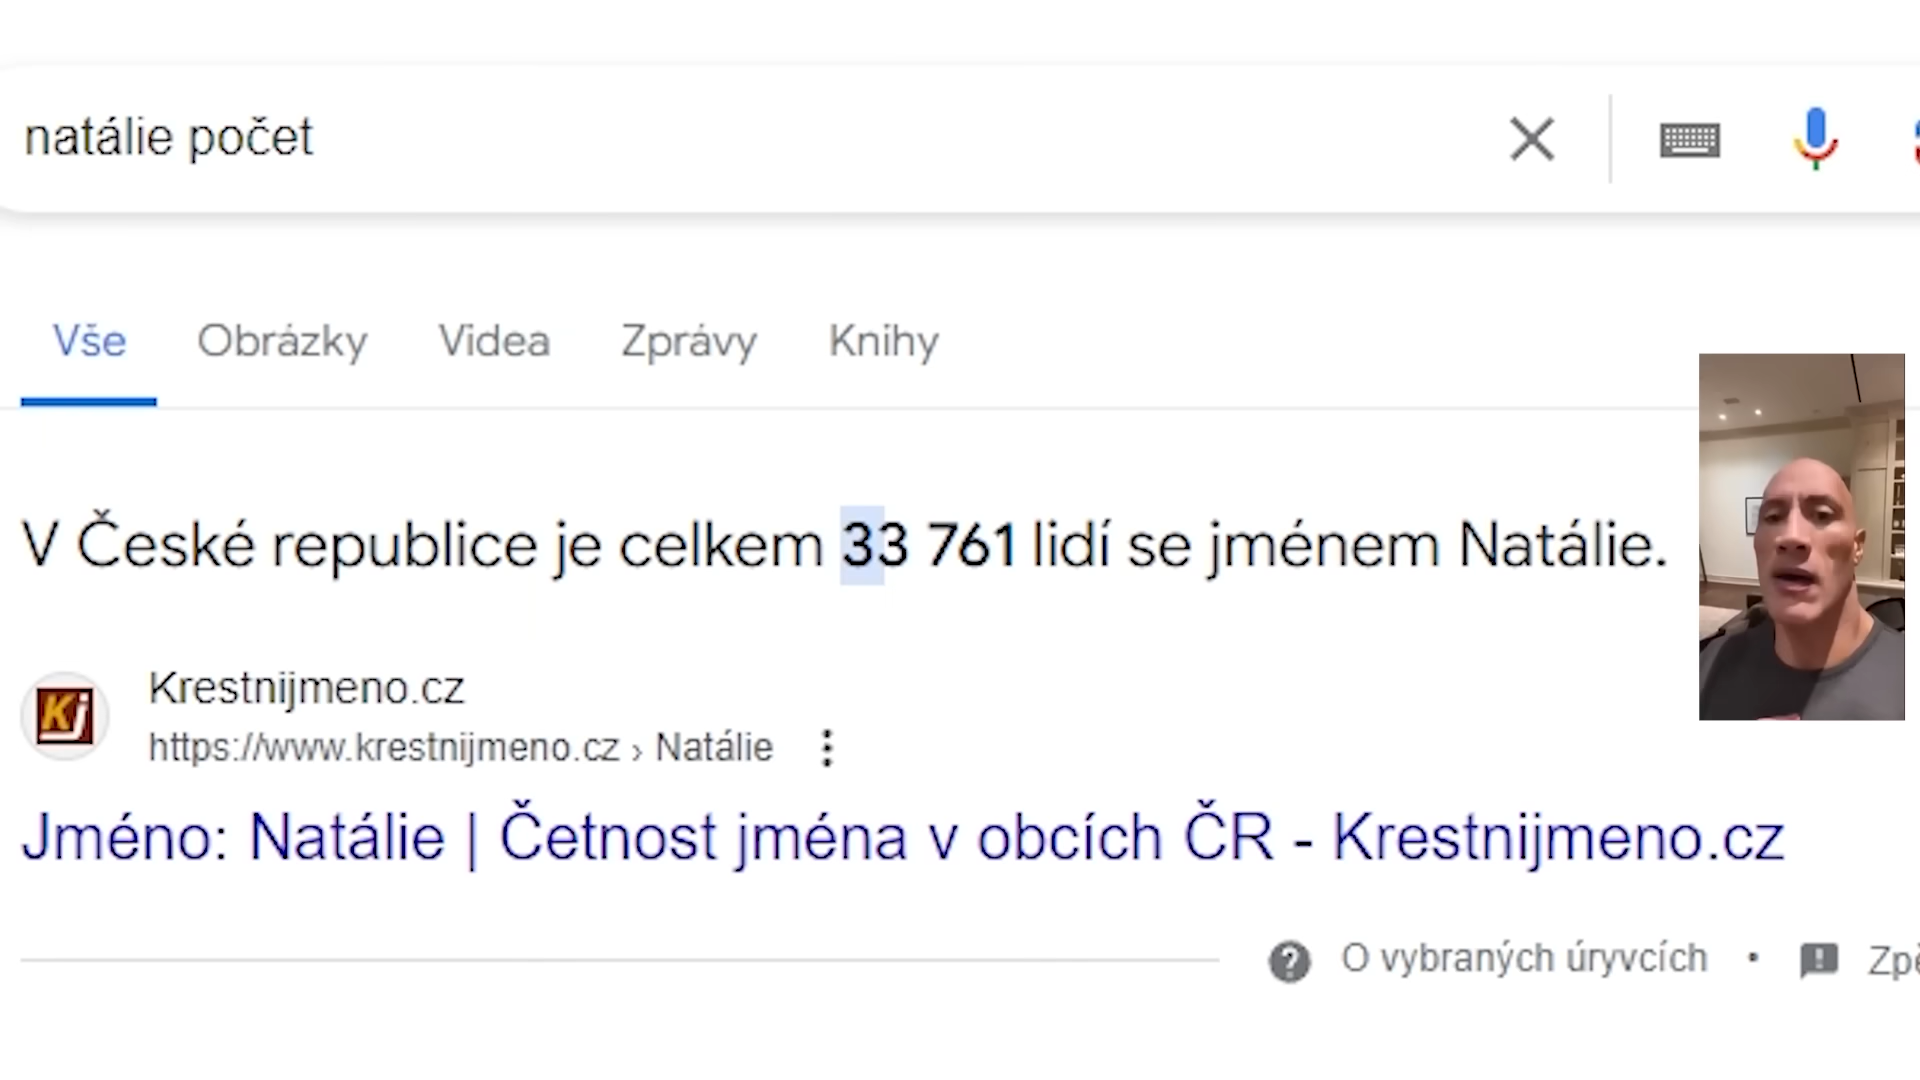 natálie počet
Vše Obrázky Videa Zprávy Knihy
V České republice je celkem 33 761 lidí se jménem Natálie.
Kj
Krestnijmeno.cz
https://www.krestnijmeno.cz › Natálie
Jméno: Natálie | Četnost jména v obcích ČR - Krestnijmeno.cz
O vybraných úryvcích •